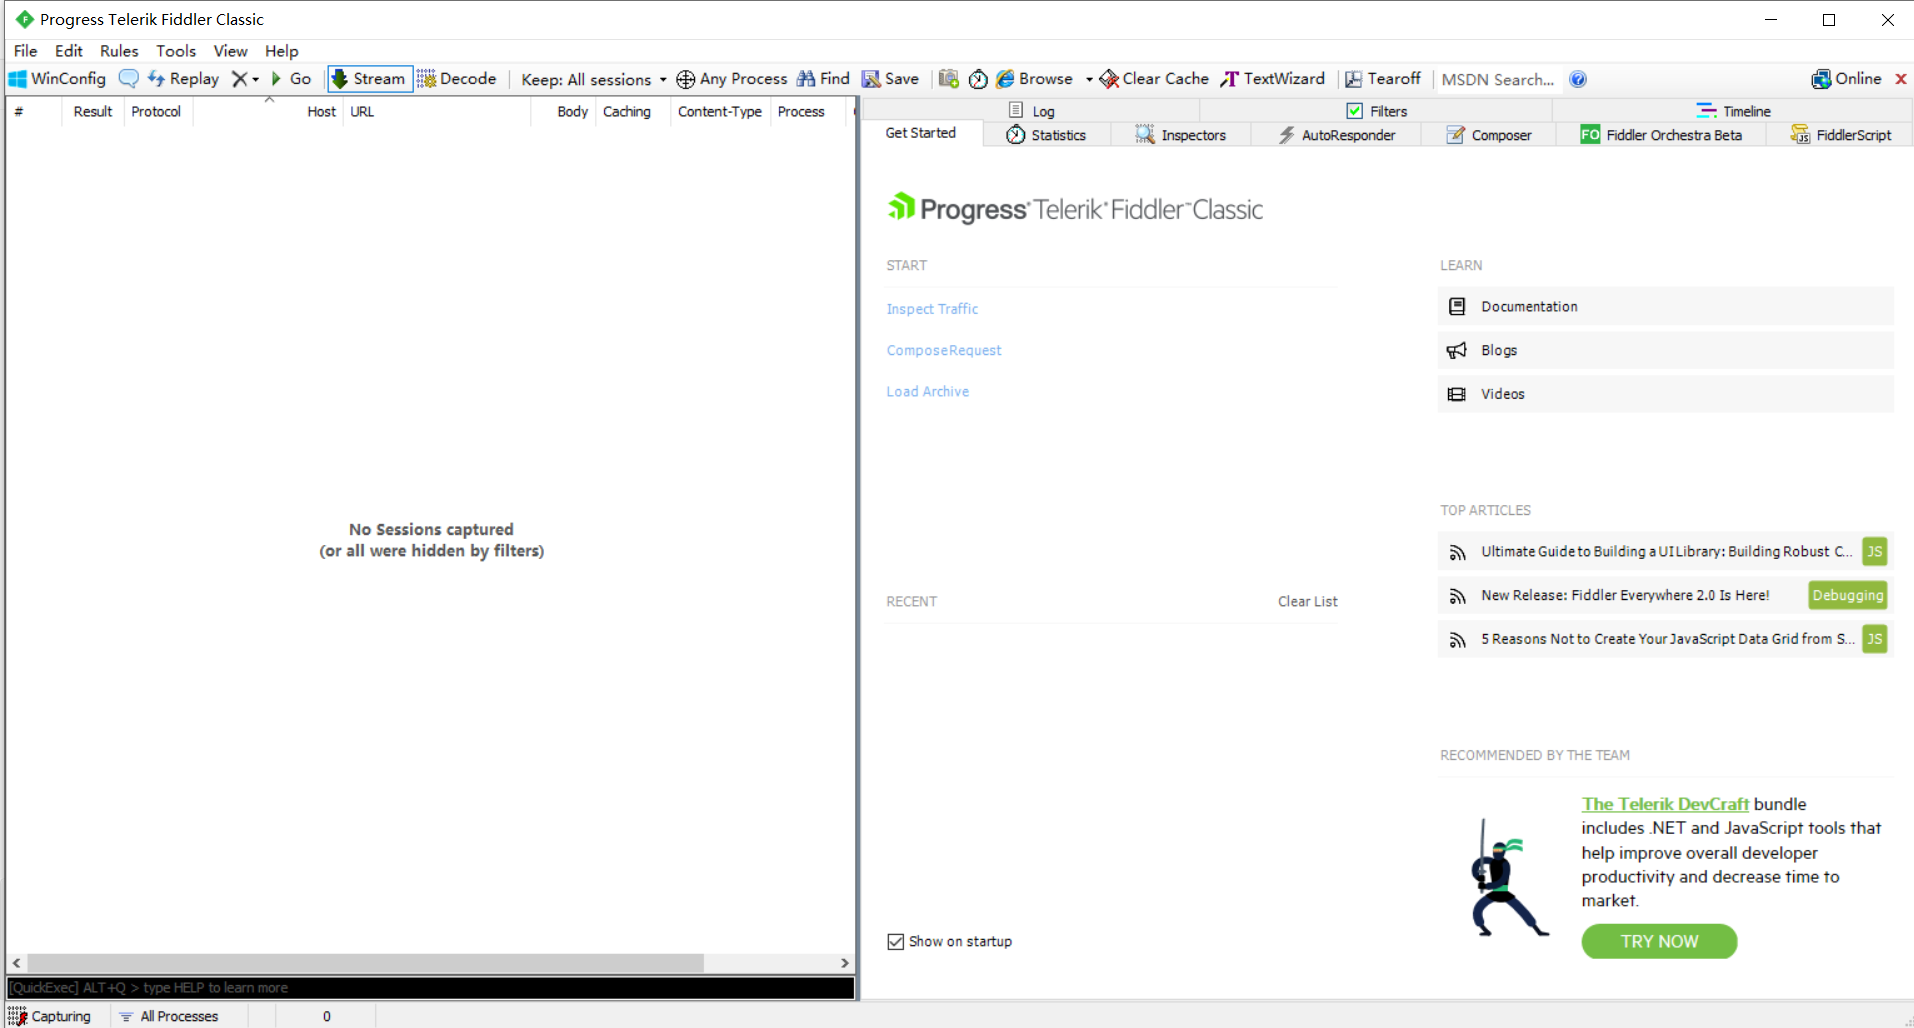 Progress Telerik Fiddler Classic
File Edit Rules Tools View Help
WinConfig Replay Go Stream Decode Keep: All sessions Any Process Find Save Browse Clear Cache TextWizard Tearoff MSDN Search... Online
# Result Protocol Host URL Body Caching Content-Type Process
Log Filters Timeline
Get Started Statistics Inspectors AutoResponder Composer FO Fiddler Orchestra Beta FiddlerScript
Progress Telerik Fiddler Classic
START
Inspect Traffic
Compose Request
Load Archive
RECENT Clear List
Show on startup
LEARN
Documentation
Blogs
Videos
TOP ARTICLES
Ultimate Guide to Building a UI Library: Building Robust C... JS
New Release: Fiddler Everywhere 2.0 Is Here! Debugging
5 Reasons Not to Create Your JavaScript Data Grid from S... JS
RECOMMENDED BY THE TEAM
The Telerik DevCraft bundle
includes .NET and JavaScript tools that
help improve overall developer
productivity and decrease time to
market.
TRY NOW
No Sessions captured
(or all were hidden by filters)
[QuickExec] ALT+Q > type HELP to learn more
Capturing All Processes 0